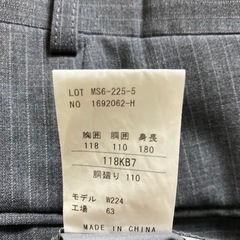 LOT MS6-225-5
NO 1692062-H
胸囲 胴囲 身長
118 110 180
118KB7
胴廻り 110
モデル W224
工場 63
MADE IN CHINA